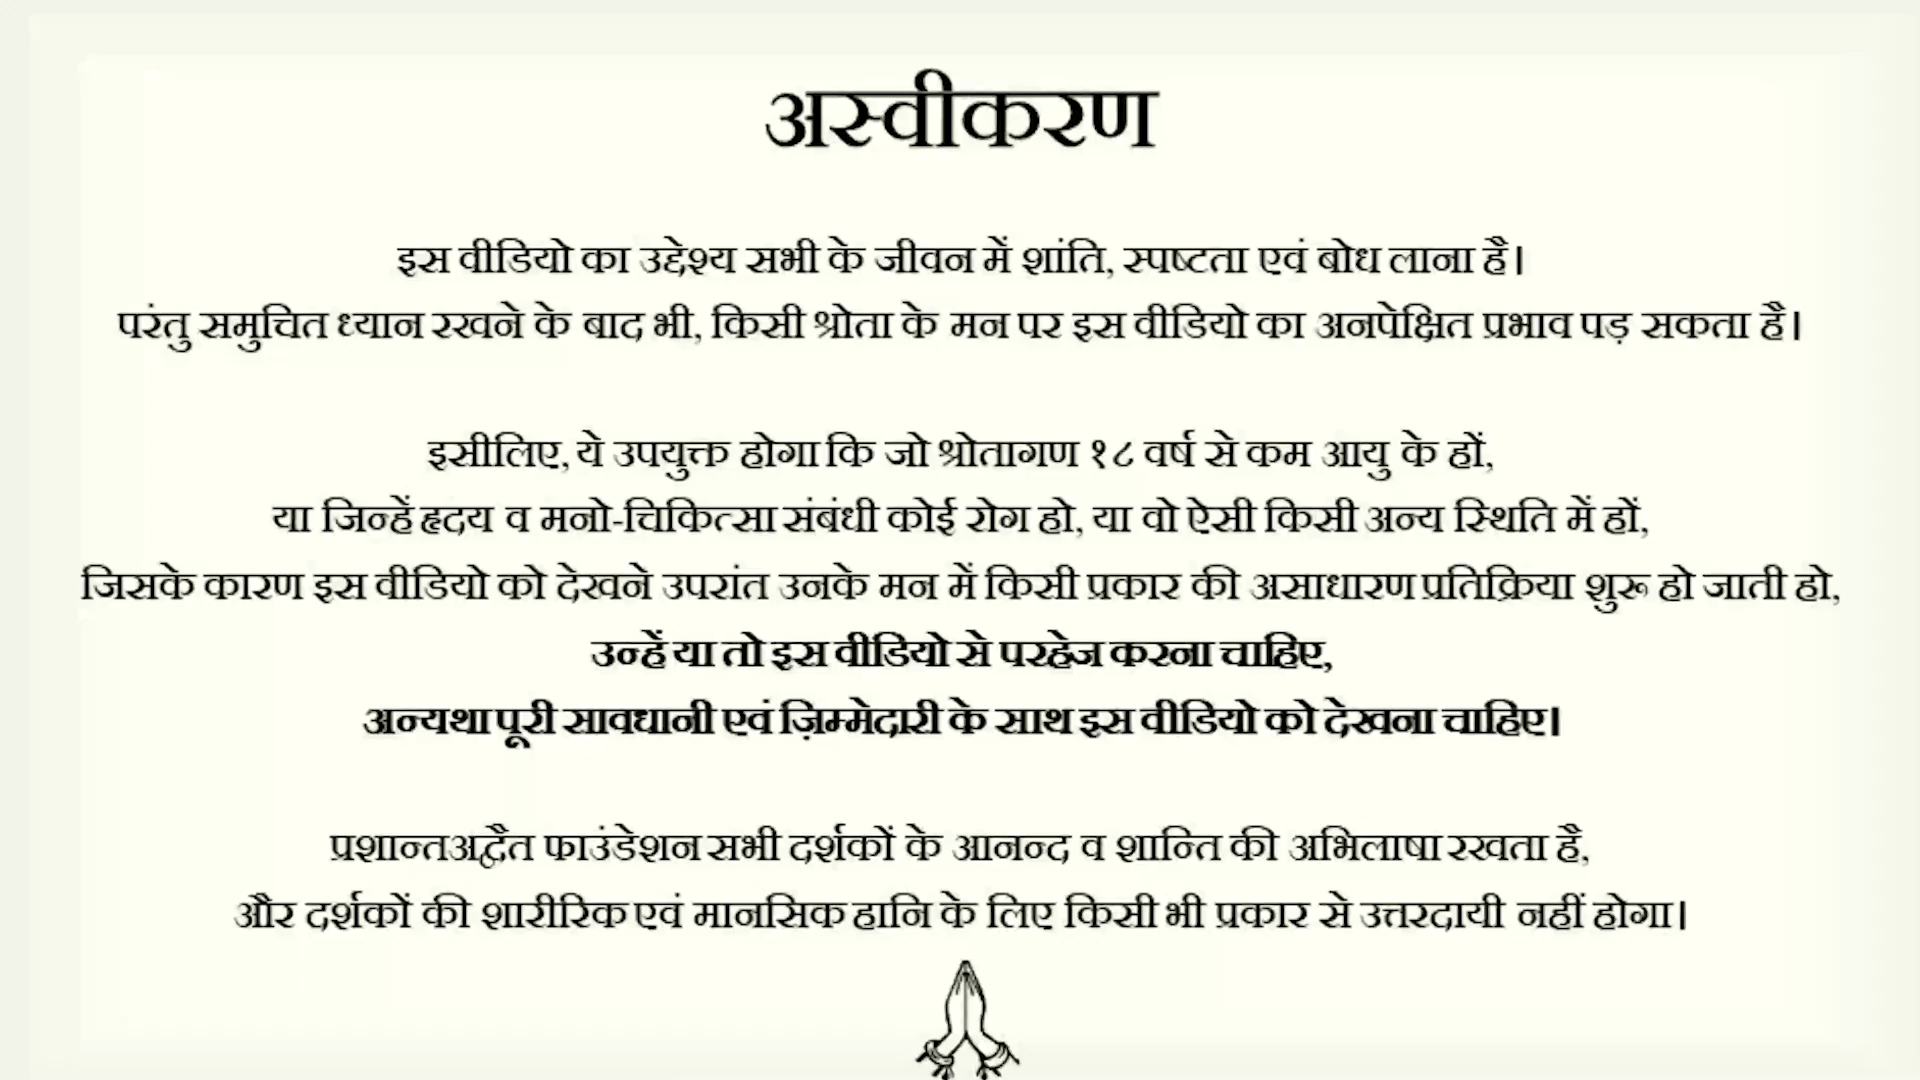 अस्वीकरण
इस वीडियो का उद्देश्य सभी के जीवन में शांति, स्पष्टता एवं बोध लाना है।
परंतु समुचित ध्यान रखने के बाद भी, किसी श्रोता के मन पर इस वीडियो का अनपेक्षित प्रभाव पड़ सकता है।
इसीलिए, ये उपयुक्त होगा कि जो श्रोतागण १८ वर्ष से कम आयु के हों,
या जिन्हें हृदय व मनो-चिकित्सा संबंधी कोई रोग हो, या वो ऐसी किसी अन्य स्थिति में हों,
जिसके कारण इस वीडियो को देखने उपरांत उनके मन में किसी प्रकार की असाधारण प्रतिक्रिया शुरू हो जाती हो,
उन्हें या तो इस वीडियो से परहेज करना चाहिए,
अन्यथा पूरी सावधानी एवं ज़िम्मेदारी के साथ इस वीडियो को देखना चाहिए।
प्रशान्तअद्वैत फाउंडेशन सभी दर्शकों के आनन्द व शान्ति की अभिलाषा रखता है,
और दर्शकों की शारीरिक एवं मानसिक हानि के लिए किसी भी प्रकार से उत्तरदायी नहीं होगा।